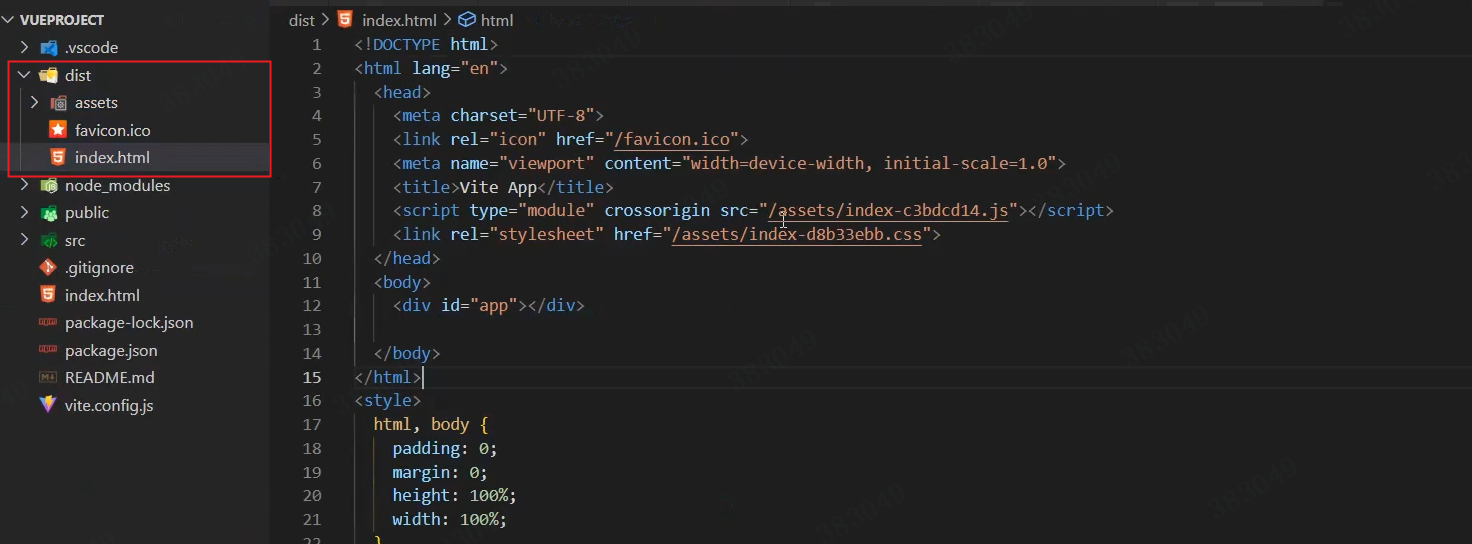 VUEPROJECT
.vscode
dist
assets
favicon.ico
index.html
node_modules
public
src
.gitignore
index.html
package-lock.json
package.json
README.md
vite.config.js
dist > index.html > html
1 <!DOCTYPE html>
2 <html lang="en">
3 <head>
4 <meta charset="UTF-8">
5 <link rel="icon" href="/favicon.ico">
6 <meta name="viewport" content="width=device-width, initial-scale=1.0">
7 <title>Vite App</title>
8 <script type="module" crossorigin src="/assets/index-c3bdcd14.js"></script>
9 <link rel="stylesheet" href="/assets/index-d8b33ebb.css">
10 </head>
11 <body>
12 <div id="app"></div>
13
14 </body>
15 </html>
16 <style>
17 html, body {
18 padding: 0;
19 margin: 0;
20 height: 100%;
21 width: 100%;
22 }
383049